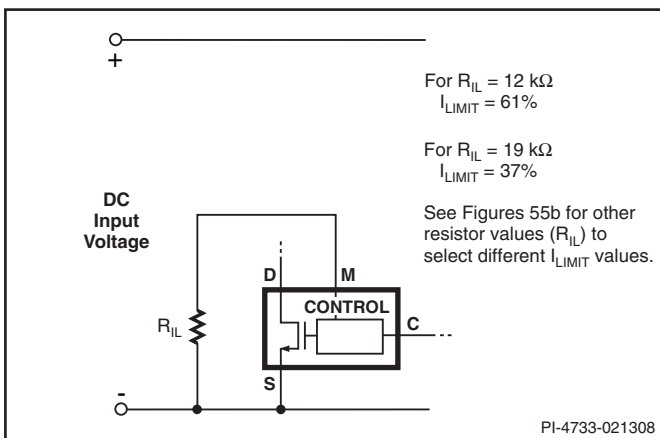 +
For R_IL = 12 kΩ
I_LIMIT = 61%
For R_IL = 19 kΩ
I_LIMIT = 37%
See Figures 55b for other
resistor values (R_IL) to
select different I_LIMIT values.
DC
Input
Voltage
D
M
CONTROL
C
R_IL
S
-
PI-4733-021308